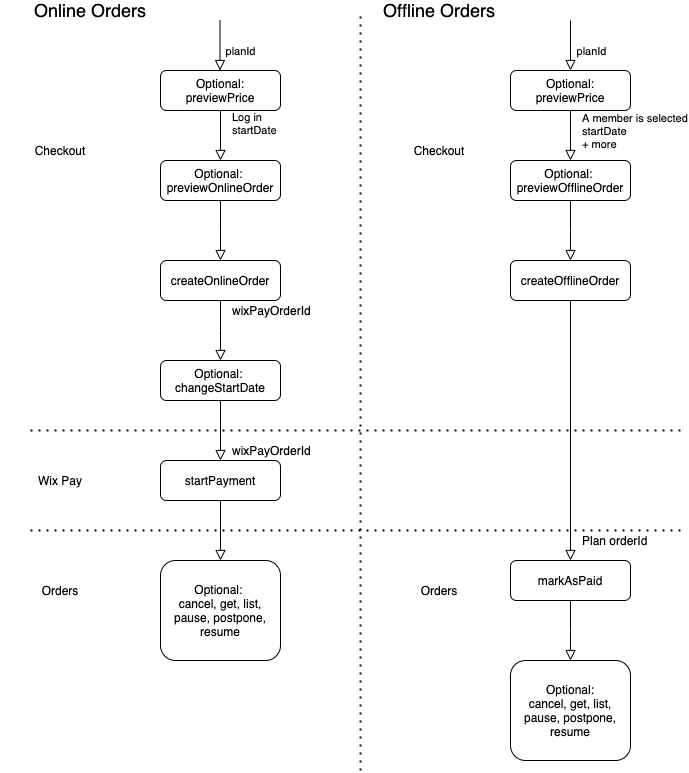 Online Orders
planId
Optional:
previewPrice
Log in
startDate
Checkout
Optional:
previewOnlineOrder
createOnlineOrder
wixPayOrderId
Optional:
changeStartDate
wixPayOrderId
Wix Pay
startPayment
Orders
Optional:
cancel, get, list,
pause, postpone,
resume
Offline Orders
planId
Optional:
previewPrice
A member is selected
startDate
+ more
Checkout
Optional:
previewOfflineOrder
createOfflineOrder
Plan orderId
Orders
markAsPaid
Optional:
cancel, get, list,
pause, postpone,
resume